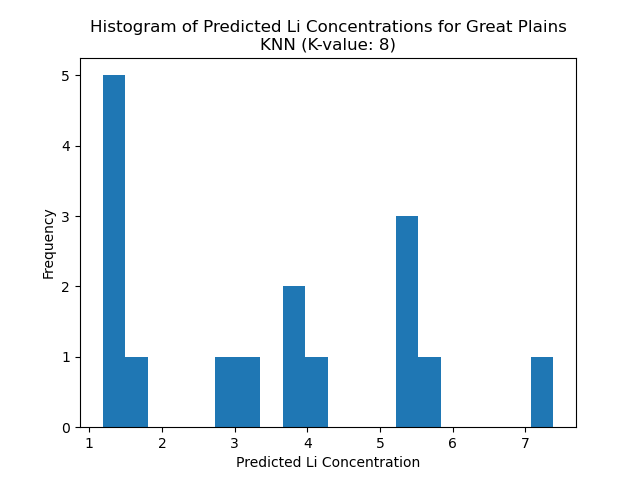 Histogram of Predicted Li Concentrations for Great Plains
KNN (K-value: 8)
5
4
3
2
1
0
Frequency
1 2 3 4 5 6 7
Predicted Li Concentration